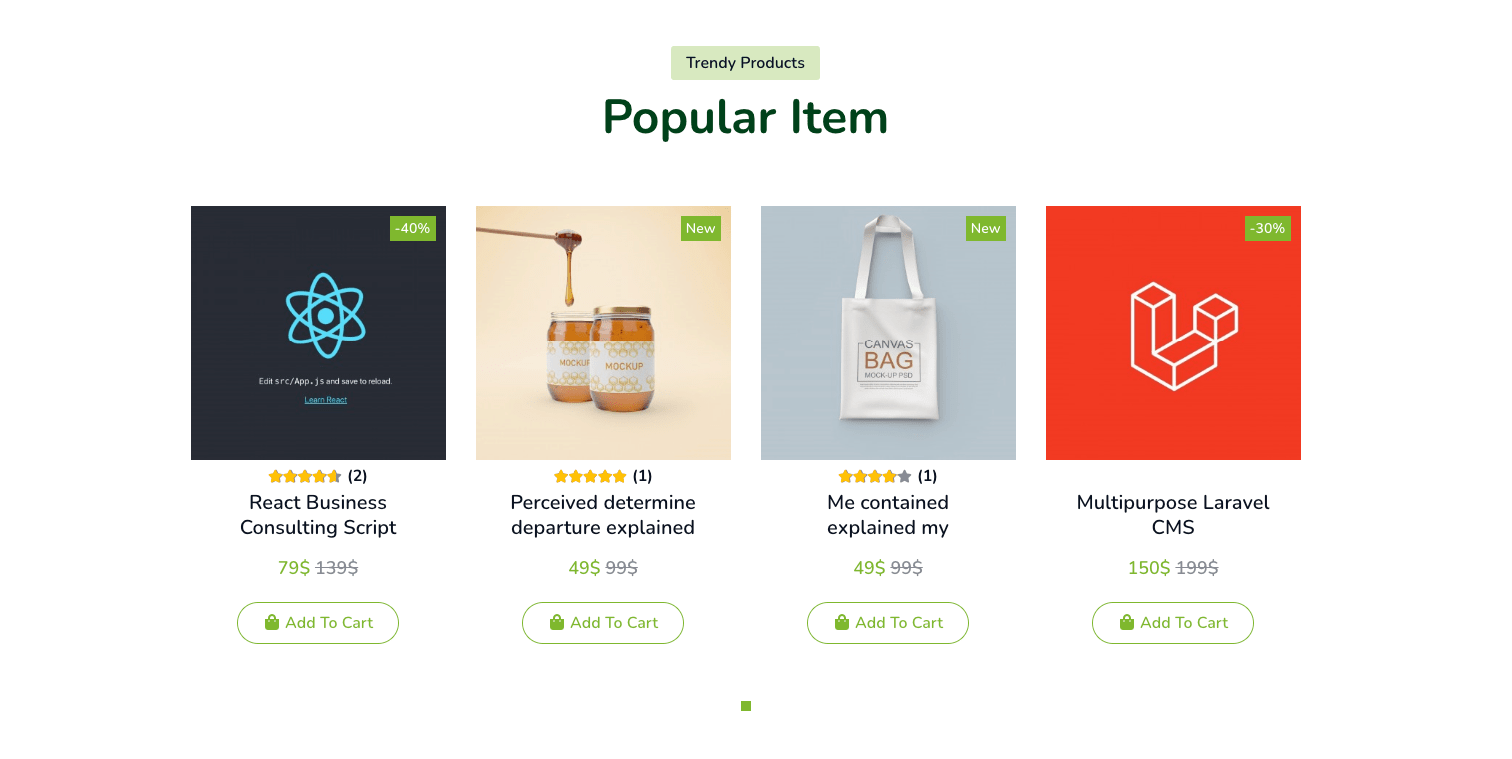 Trendy Products
Popular Item
-40%
Edit src/App.js and save to reload.
Learn React
(2)
React Business
Consulting Script
79$ 139$
Add To Cart
New
MOCKUP
MOCKUP
(1)
Perceived determine
departure explained
49$ 99$
Add To Cart
New
CANVAS
BAG
MOCK-UP PSD
(1)
Me contained
explained my
49$ 99$
Add To Cart
-30%
Multipurpose Laravel
CMS
150$ 199$
Add To Cart